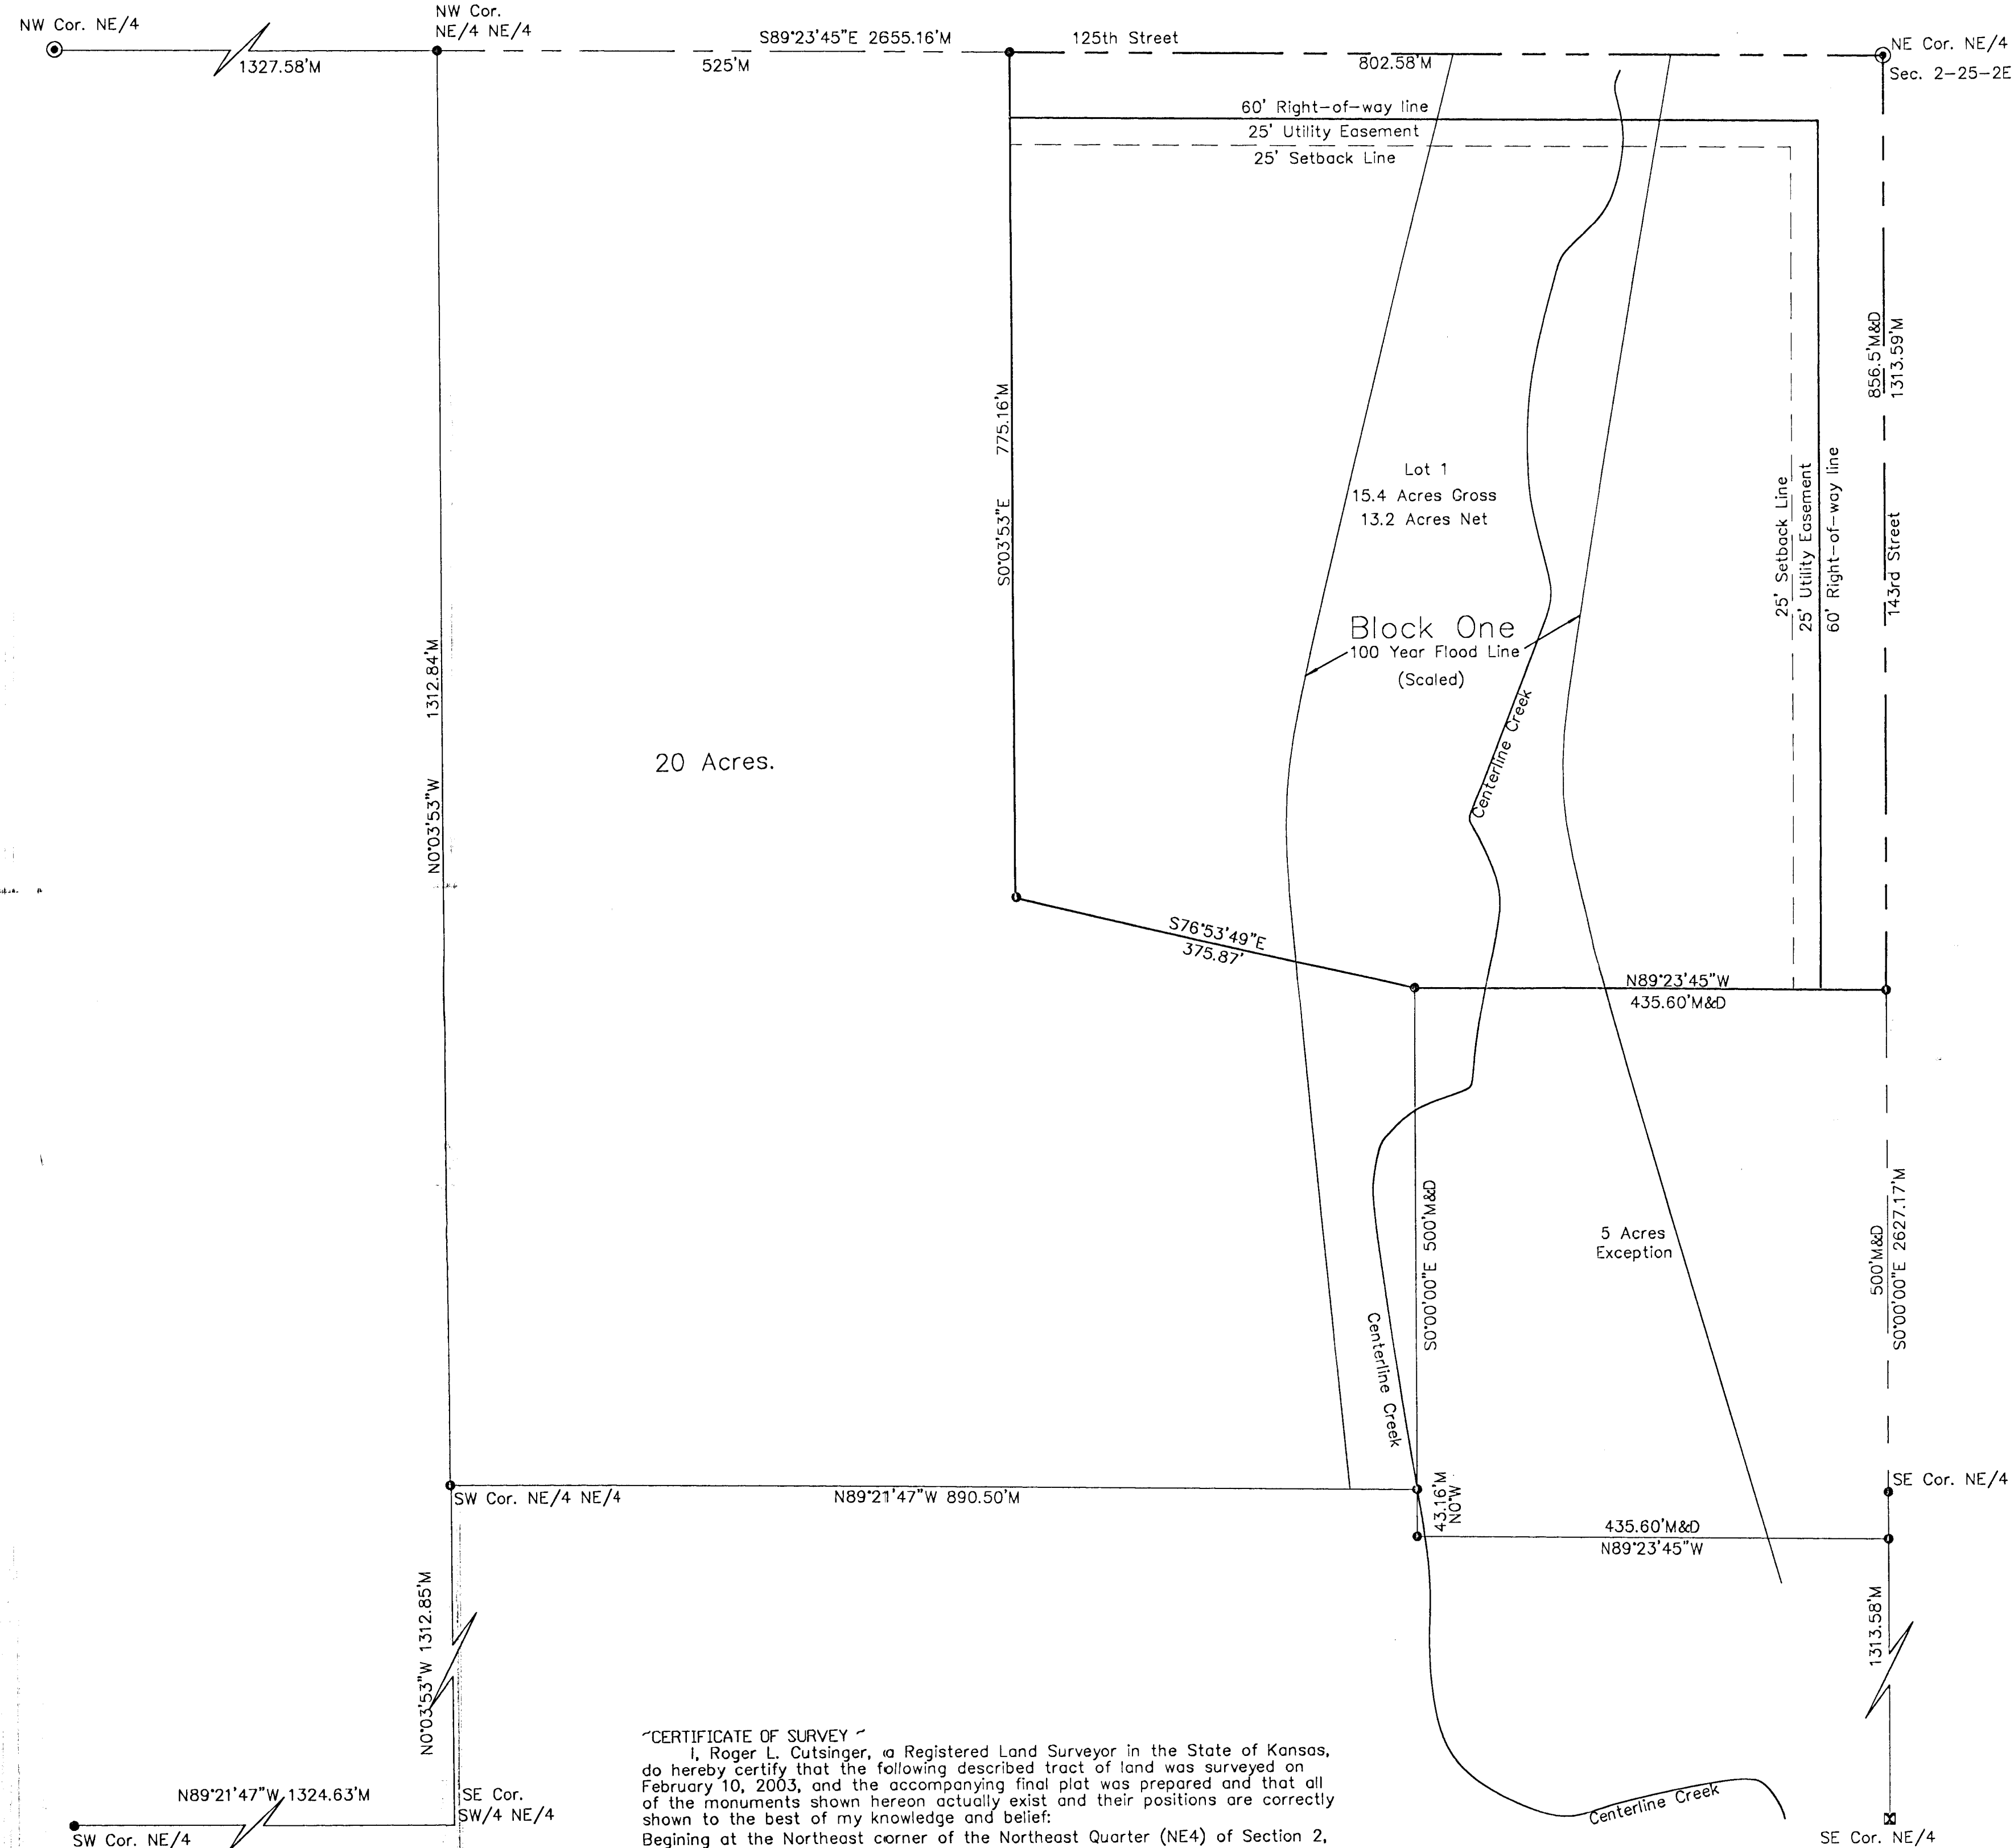 NW Cor. NE/4
NW Cor.
NE/4 NE/4
S89°23'45"E 2655.16'M
125th Street
NE Cor. NE/4
Sec. 2-25-2E
1327.58'M
525'M
802.58'M
60' Right-of-way line
25' Utility Easement
25' Setback Line
856.5'M&D
1313.59'M
S0°03'53"E 775.16'M
Lot 1
15.4 Acres Gross
13.2 Acres Net
25' Setback Line
25' Utility Easement
60' Right-of-way line
143rd Street
Block One
100 Year Flood Line
(Scaled)
Centerline Creek
N0°03'53"W 1312.84'M
20 Acres.
S76°53'49"E
375.87'
N89°23'45"W
435.60'M&D
S0°00'00"E 500'M&D
5 Acres
Exception
500'M&D
S0°00'00"E 2627.17'M
Centerline Creek
SW Cor. NE/4 NE/4
N89°21'47"W 890.50'M
43.16'M
N0°W
SE Cor. NE/4
435.60'M&D
N89°23'45"W
N0°03'53"W 1312.85'M
1313.58'M
~CERTIFICATE OF SURVEY~
I, Roger L. Cutsinger, a Registered Land Surveyor in the State of Kansas,
do hereby certify that the following described tract of land was surveyed on
February 10, 2003, and the accompanying final plat was prepared and that all
of the monuments shown hereon actually exist and their positions are correctly
shown to the best of my knowledge and belief:
Begining at the Northeast corner of the Northeast Quarter (NE4) of Section 2,
N89°21'47"W 1324.63'M
SE Cor.
SW/4 NE/4
SW Cor. NE/4
Centerline Creek
SE Cor. NE/4